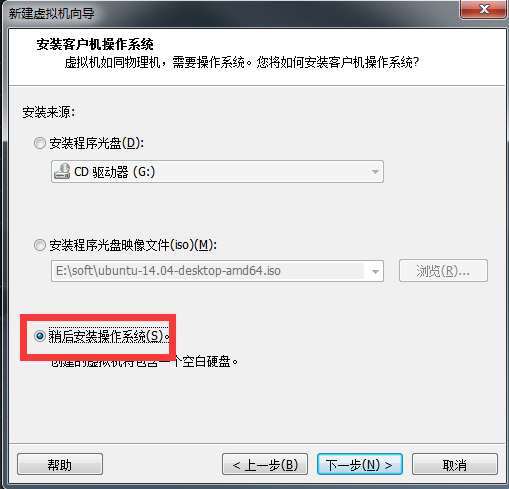 新建虚拟机向导
安装客户机操作系统
虚拟机如同物理机，需要操作系统。您将如何安装客户机操作系统?
安装来源:
安装程序光盘(D):
CD 驱动器 (G:)
安装程序光盘映像文件(iso)(M):
E:\soft\ubuntu-14.04-desktop-amd64.iso
浏览(R)...
稍后安装操作系统(S)。
创建的虚拟机将包含一个空白硬盘。
帮助
< 上一步(B)
下一步(N) >
取消